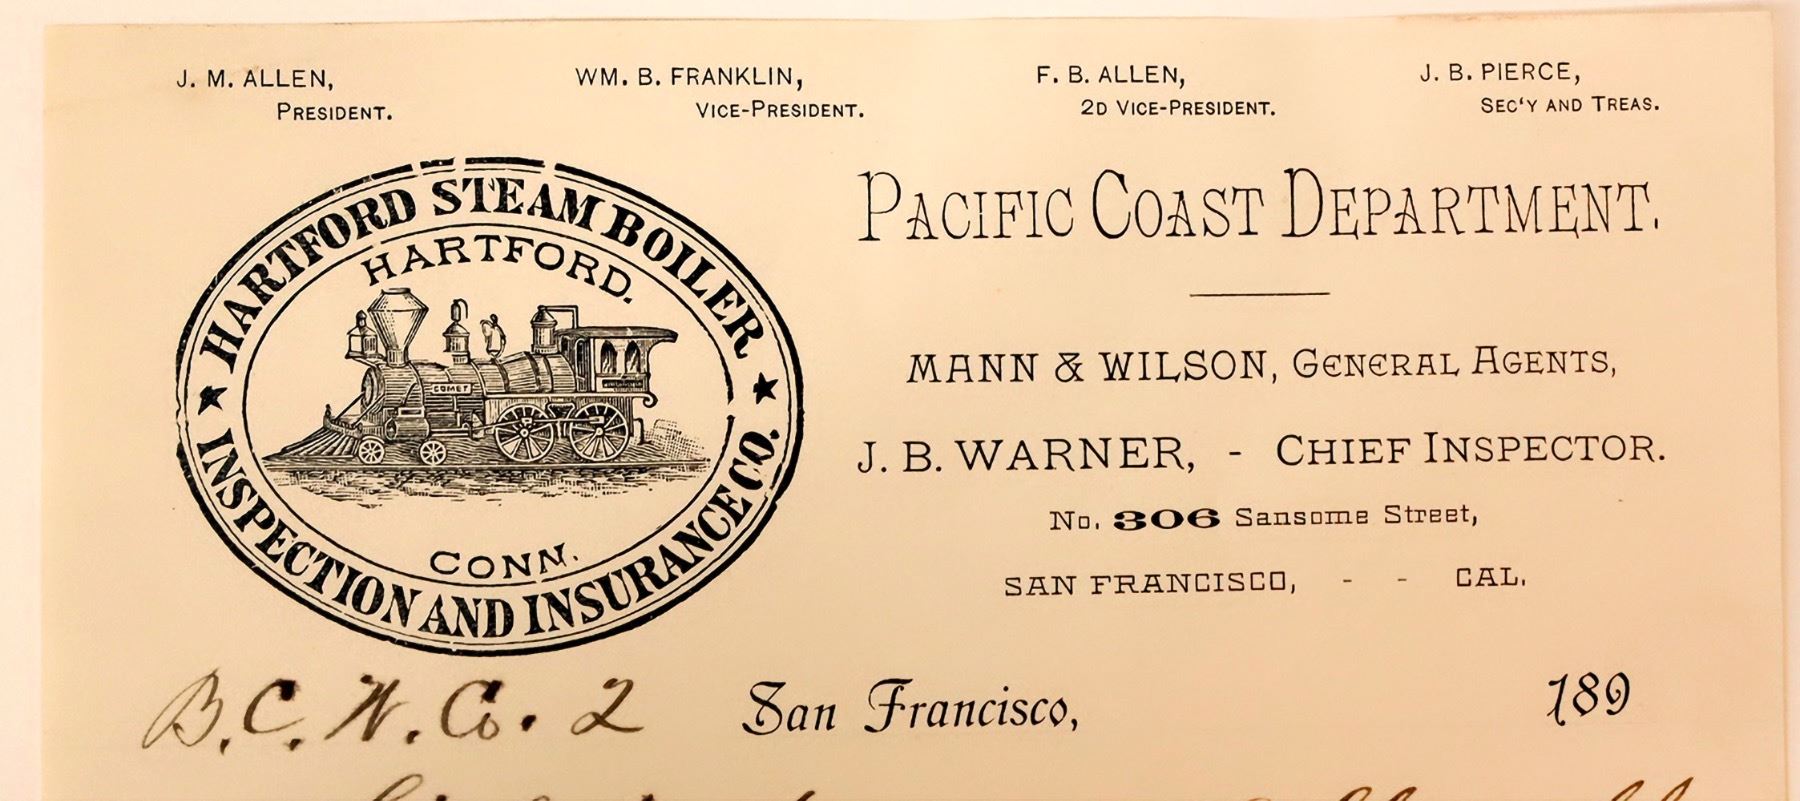 J. M. ALLEN,
PRESIDENT.
WM. B. FRANKLIN,
VICE-PRESIDENT.
F. B. ALLEN,
2D VICE-PRESIDENT.
J. B. PIERCE,
SEC'Y AND TREAS.
HARTFORD STEAM BOILER
HARTFORD.
COMET
CONN.
INSPECTION AND INSURANCE CO.
PACIFIC COAST DEPARTMENT.
MANN & WILSON, GENERAL AGENTS,
J. B. WARNER, - CHIEF INSPECTOR.
No. 306 Sansome Street,
SAN FRANCISCO, - - CAL.
B. C. W. Co. 2
San Francisco, 189